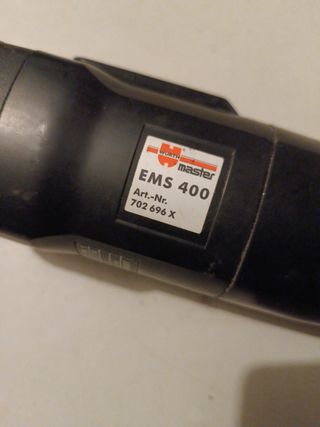 WÜRTH
master
EMS 400
Art.-Nr.
702 696 X